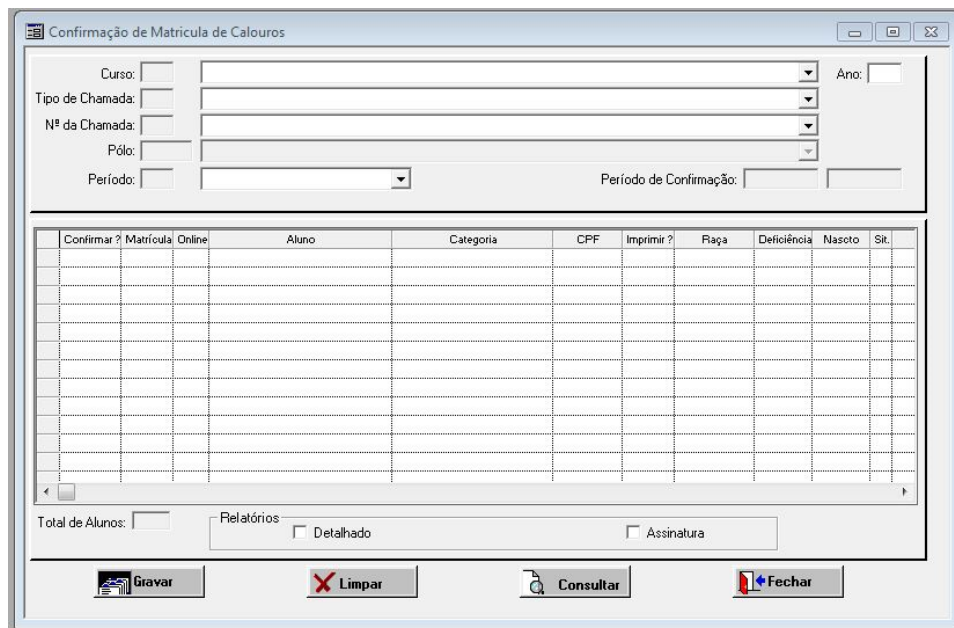 Confirmação de Matricula de Calouros
Curso: Ano:
Tipo de Chamada:
Nº da Chamada:
Pólo:
Período: Período de Confirmação:
Confirmar ? Matrícula Online Aluno Categoria CPF Imprimir ? Raça Deficiência Nascto Sit.
Total de Alunos: Relatórios
Detalhado Assinatura
Gravar Limpar Consultar Fechar